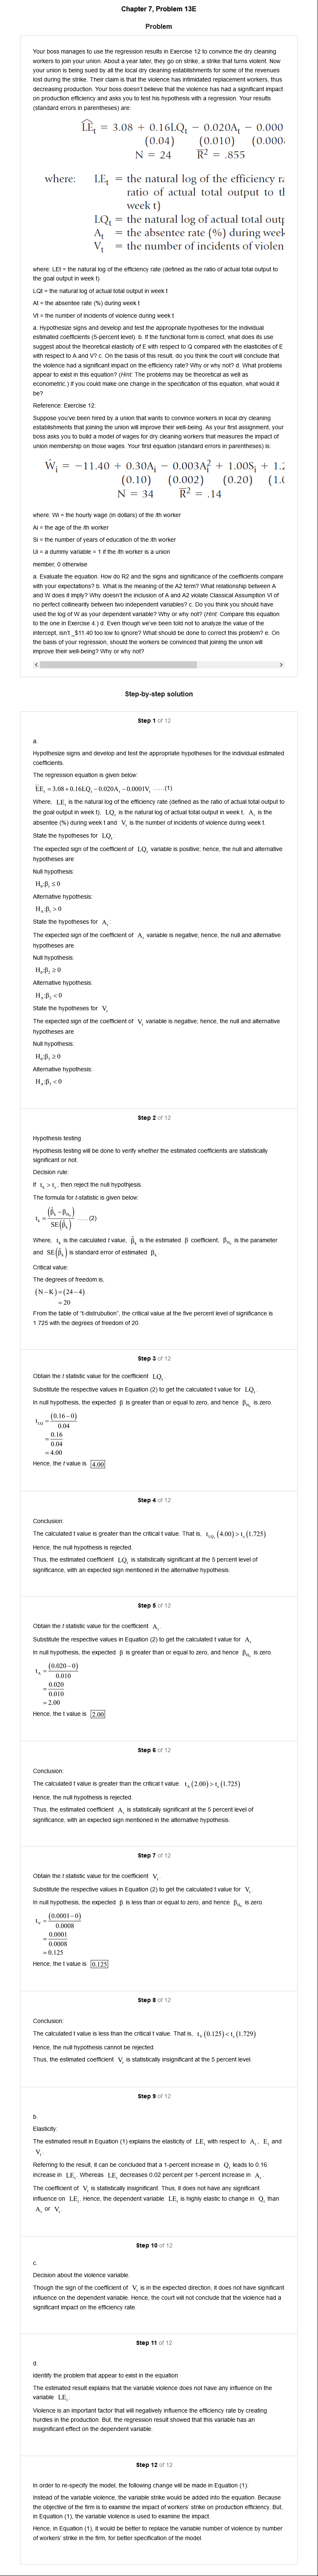 Chapter 7, Problem 13E
Problem
Your boss manages to use the regression results in Exercise 12 to convince the dry cleaning
workers to join your union. About a year later, they go on strike, a strike that turns violent. Now
your union is being sued by all the local dry cleaning establishments for some of the revenues
lost during the strike. Their claim is that the violence has intimidated replacement workers, thus
decreasing production. Your boss doesn't believe that the violence has had a significant impact
on production efficiency and asks you to test his hypothesis with a regression. Your results
(standard errors in parentheses) are:
L̂E_t = 3.08 + 0.16LQ_t − 0.020A_t − 0.000
(0.04) (0.010) (0.000
N = 24 R̄² = .855
where: LE_t = the natural log of the efficiency ra
ratio of actual total output to tl
week t)
LQ_t = the natural log of actual total outp
A_t = the absentee rate (%) during week
V_t = the number of incidents of violen
where: LEt = the natural log of the efficiency rate (defined as the ratio of actual total output to
the goal output in week t)
LQt = the natural log of actual total output in week t
At = the absentee rate (%) during week t
Vt = the number of incidents of violence during week t
a. Hypothesize signs and develop and test the appropriate hypotheses for the individual
estimated coefficients (5-percent level). b. If the functional form is correct, what does its use
suggest about the theoretical elasticity of E with respect to Q compared with the elasticities of E
with respect to A and V? c. On the basis of this result, do you think the court will conclude that
the violence had a significant impact on the efficiency rate? Why or why not? d. What problems
appear to exist in this equation? (Hint: The problems may be theoretical as well as
econometric.) If you could make one change in the specification of this equation, what would it
be?
Reference: Exercise 12:
Suppose you've been hired by a union that wants to convince workers in local dry cleaning
establishments that joining the union will improve their well-being. As your first assignment, your
boss asks you to build a model of wages for dry cleaning workers that measures the impact of
union membership on those wages. Your first equation (standard errors in parentheses) is:
Ŵ_i = −11.40 + 0.30A_i − 0.003A_i² + 1.00S_i + 1.2
(0.10) (0.002) (0.20) (1.0
N = 34 R̄² = .14
where: Wi = the hourly wage (in dollars) of the ith worker
Ai = the age of the ith worker
Si = the number of years of education of the ith worker
Ui = a dummy variable = 1 if the ith worker is a union
member, 0 otherwise
a. Evaluate the equation. How do R2 and the signs and significance of the coefficients compare
with your expectations? b. What is the meaning of the A2 term? What relationship between A
and W does it imply? Why doesn't the inclusion of A and A2 violate Classical Assumption VI of
no perfect collinearity between two independent variables? c. Do you think you should have
used the log of W as your dependent variable? Why or why not? (Hint: Compare this equation
to the one in Exercise 4.) d. Even though we've been told not to analyze the value of the
intercept, isn't _$11.40 too low to ignore? What should be done to correct this problem? e. On
the basis of your regression, should the workers be convinced that joining the union will
improve their well-being? Why or why not?
Step-by-step solution
Step 1 of 12
a.
Hypothesize signs and develop and test the appropriate hypotheses for the individual estimated
coefficients.
The regression equation is given below:
ÊE_t = 3.08+0.16LQ_t − 0.020A_t − 0.0001V_t ......(1)
Where, LE_t is the natural log of the efficiency rate (defined as the ratio of actual total output to
the goal output in week t), LQ_t is the natural log of actual total output in week t, A_t is the
absentee (%) during week t and V_t is the number of incidents of violence during week t.
State the hypotheses for LQ_t :
The expected sign of the coefficient of LQ_t variable is positive; hence, the null and alternative
hypotheses are
Null hypothesis:
H₀:β₁ ≤ 0
Alternative hypothesis:
H_A:β₁ > 0
State the hypotheses for A_t :
The expected sign of the coefficient of A_t variable is negative; hence, the null and alternative
hypotheses are
Null hypothesis:
H₀:β₂ ≥ 0
Alternative hypothesis:
H_A:β₂ < 0
State the hypotheses for V_t
The expected sign of the coefficient of V_t variable is negative; hence, the null and alternative
hypotheses are
Null hypothesis:
H₀:β₂ ≥ 0
Alternative hypothesis:
H_A:β₂ < 0
Step 2 of 12
Hypothesis testing
Hypothesis testing will be done to verify whether the estimated coefficients are statistically
significant or not.
Decision rule:
If t_k > t_c, then reject the null hypothesis.
The formula for t-statistic is given below:
t_k = (β̂_k − β_H₀) / SE(β̂_k) ......(2)
Where, t_k is the calculated t value, β̂_k is the estimated β coefficient, β_H₀ is the parameter
and SE(β̂_k) is standard error of estimated β_k.
Critical value:
The degrees of freedom is,
(N−K) = (24−4)
= 20
From the table of "t-distrubution", the critical value at the five percent level of significance is
1.725 with the degrees of freedom of 20.
Step 3 of 12
Obtain the t statistic value for the coefficient LQ_t.
Substitute the respective values in Equation (2) to get the calculated t value for LQ_t.
In null hypothesis, the expected β is greater than or equal to zero, and hence β_H₀ is zero.
t_LQ = (0.16−0) / 0.04
= 0.16 / 0.04
= 4.00
Hence, the t value is 4.00
Step 4 of 12
Conclusion:
The calculated t value is greater than the critical t value. That is, t_LQ (4.00) > t_c (1.725)
Hence, the null hypothesis is rejected.
Thus, the estimated coefficient LQ_t is statistically significant at the 5 percent level of
significance, with an expected sign mentioned in the alternative hypothesis.
Step 5 of 12
Obtain the t statistic value for the coefficient A_t.
Substitute the respective values in Equation (2) to get the calculated t value for A_t
In null hypothesis, the expected β is greater than or equal to zero, and hence β_H₀ is zero.
t_A = (0.020−0) / 0.010
= 0.020 / 0.010
= 2.00
Hence, the t value is 2.00
Step 6 of 12
Conclusion:
The calculated t value is greater than the critical t value. t_A (2.00) > t_c (1.725)
Hence, the null hypothesis is rejected.
Thus, the estimated coefficient A_t is statistically significant at the 5 percent level of
significance, with an expected sign mentioned in the alternative hypothesis.
Step 7 of 12
Obtain the t statistic value for the coefficient V_t.
Substitute the respective values in Equation (2) to get the calculated t value for V_t
In null hypothesis, the expected β is less than or equal to zero, and hence β_H₀ is zero.
t_V = (0.0001−0) / 0.0008
= 0.0001 / 0.0008
= 0.125
Hence, the t value is 0.125
Step 8 of 12
Conclusion:
The calculated t value is less than the critical t value. That is, t_V (0.125) < t_c (1.729)
Hence, the null hypothesis cannot be rejected.
Thus, the estimated coefficient V_t is statistically insignificant at the 5 percent level.
Step 9 of 12
b.
Elasticity:
The estimated result in Equation (1) explains the elasticity of LE_t with respect to A_t, E_t and
V_t.
Referring to the result, it can be concluded that a 1-percent increase in Q_t leads to 0.16
increase in LE_t. Whereas LE_t decreases 0.02 percent per 1-percent increase in A_t.
The coefficient of V_t is statistically insignificant. Thus, it does not have any significant
influence on LE_t. Hence, the dependent variable LE_t is highly elastic to change in Q_t than
A_t or V_t.
Step 10 of 12
c.
Decision about the violence variable.
Though the sign of the coefficient of V_t is in the expected direction, it does not have significant
influence on the dependent variable. Hence, the court will not conclude that the violence had a
significant impact on the efficiency rate.
Step 11 of 12
d.
Identify the problem that appear to exist in the equation
The estimated result explains that the variable violence does not have any influence on the
variable LE_t.
Violence is an important factor that will negatively influence the efficiency rate by creating
hurdles in the production. But, the regression result showed that this variable has an
insignificant effect on the dependent variable.
Step 12 of 12
In order to re-specify the model, the following change will be made in Equation (1):
Instead of the variable violence, the variable strike would be added into the equation. Because
the objective of the firm is to examine the impact of workers' strike on production efficiency. But,
in Equation (1), the variable violence is used to examine the impact.
Hence, in Equation (1), it would be better to replace the variable number of violence by number
of workers' strike in the firm, for better specification of the model.